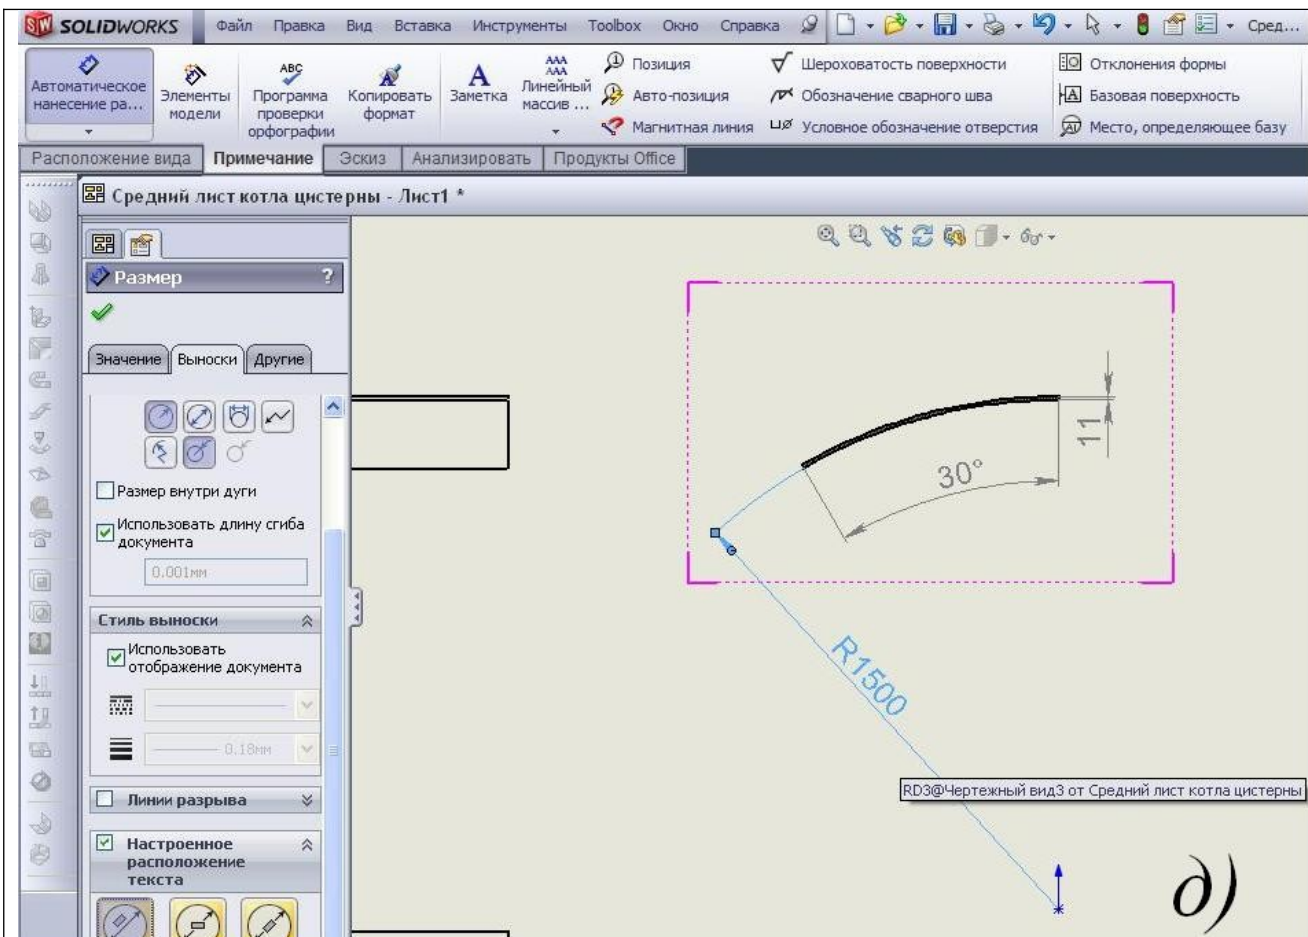 SW SOLIDWORKS Файл Правка Вид Вставка Инструменты Toolbox Окно Справка Сред...
Автоматическое нанесение ра...
Элементы модели
ABC
Программа проверки орфографии
Копировать формат
A
Заметка
AAA
AAA
Линейный массив ...
Позиция
Авто-позиция
Магнитная линия
Шероховатость поверхности
Обозначение сварного шва
Условное обозначение отверстия
Отклонения формы
Базовая поверхность
Место, определяющее базу
Расположение вида Примечание Эскиз Анализировать Продукты Office
Средний лист котла цистерны - Лист1 *
Размер ?
Значение Выноски Другие
Размер внутри дуги
Использовать длину сгиба
документа
0.001мм
Стиль выноски
Использовать
отображение документа
0.18мм
Линии разрыва
Настроенное
расположение
текста
11
30°
R1500
RD3@Чертежный вид3 от Средний лист котла цистерны
д)